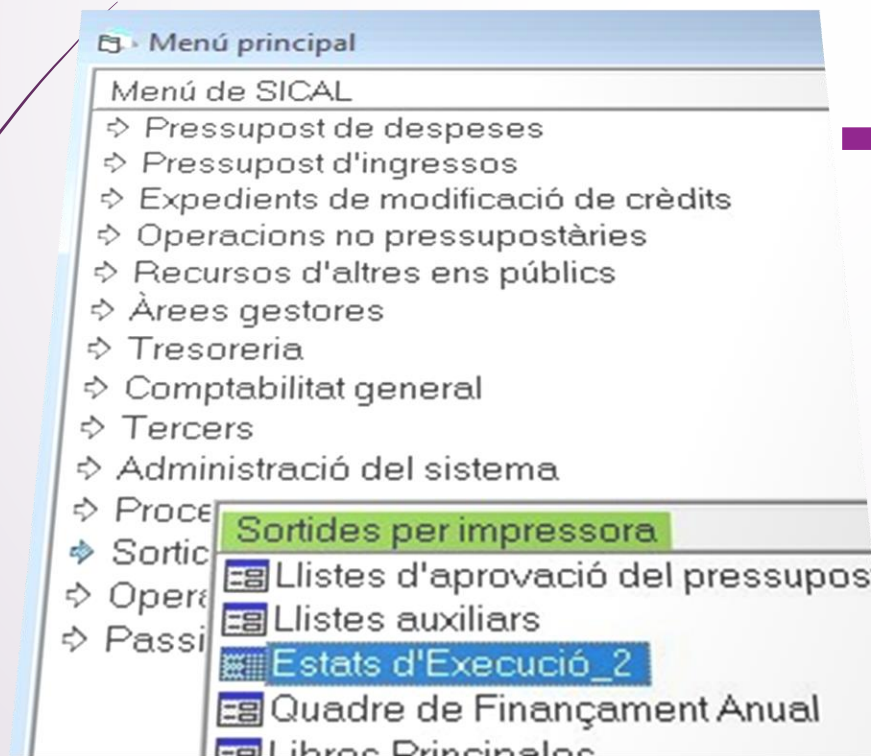 Menú principal
Menú de SICAL
Pressupost de despeses
Pressupost d'ingressos
Expedients de modificació de crèdits
Operacions no pressupostàries
Recursos d'altres ens públics
Àrees gestores
Tresoreria
Comptabilitat general
Tercers
Administració del sistema
Sortides per impressora
Llistes d'aprovació del
Llistes auxiliars
Estats d'Execució_2
Quadre de Finançament Anual
Libros Principales